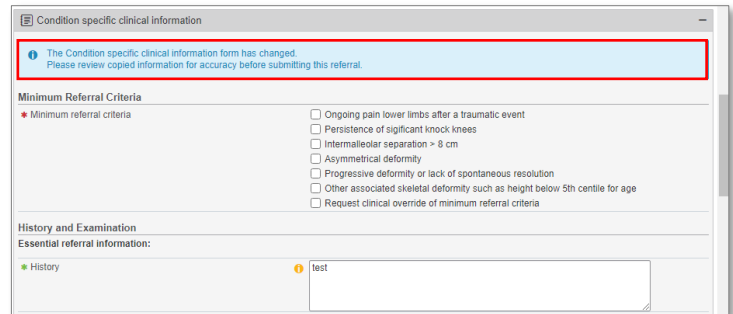 Condition specific clinical information
The Condition specific clinical information form has changed.
Please review copied information for accuracy before submitting this referral.
Minimum Referral Criteria
* Minimum referral criteria
Ongoing pain lower limbs after a traumatic event
Persistence of sigificant knock knees
Intermalleolar separation > 8 cm
Asymmetrical deformity
Progressive deformity or lack of spontaneous resolution
Other associated skeletal deformity such as height below 5th centile for age
Request clinical override of minimum referral criteria
History and Examination
Essential referral information:
* History
test